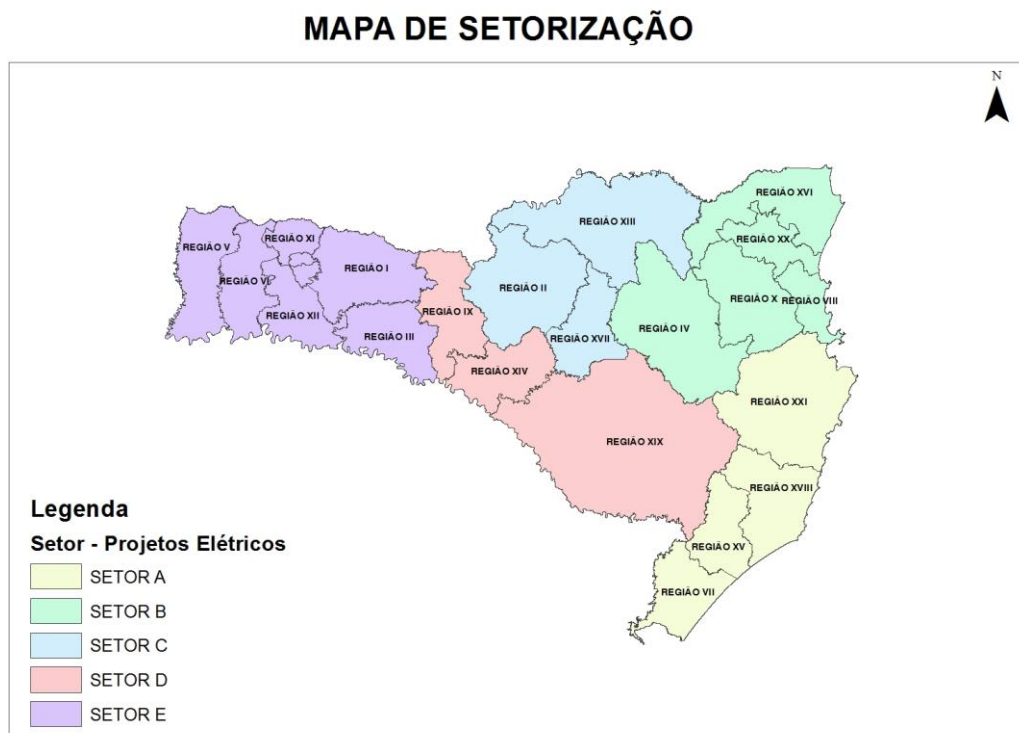 MAPA DE SETORIZAÇÃO
N
REGIÃO XVI
REGIÃO XIII
REGIÃO XX
REGIÃO V
REGIÃO XI
REGIÃO I
REGIÃO VI
REGIÃO II
REGIÃO X
REGIÃO VIII
REGIÃO IX
REGIÃO XII
REGIÃO IV
REGIÃO III
REGIÃO XVII
REGIÃO XIV
REGIÃO XXI
REGIÃO XIX
REGIÃO XVIII
REGIÃO XV
REGIÃO VII
Legenda
Setor - Projetos Elétricos
SETOR A
SETOR B
SETOR C
SETOR D
SETOR E